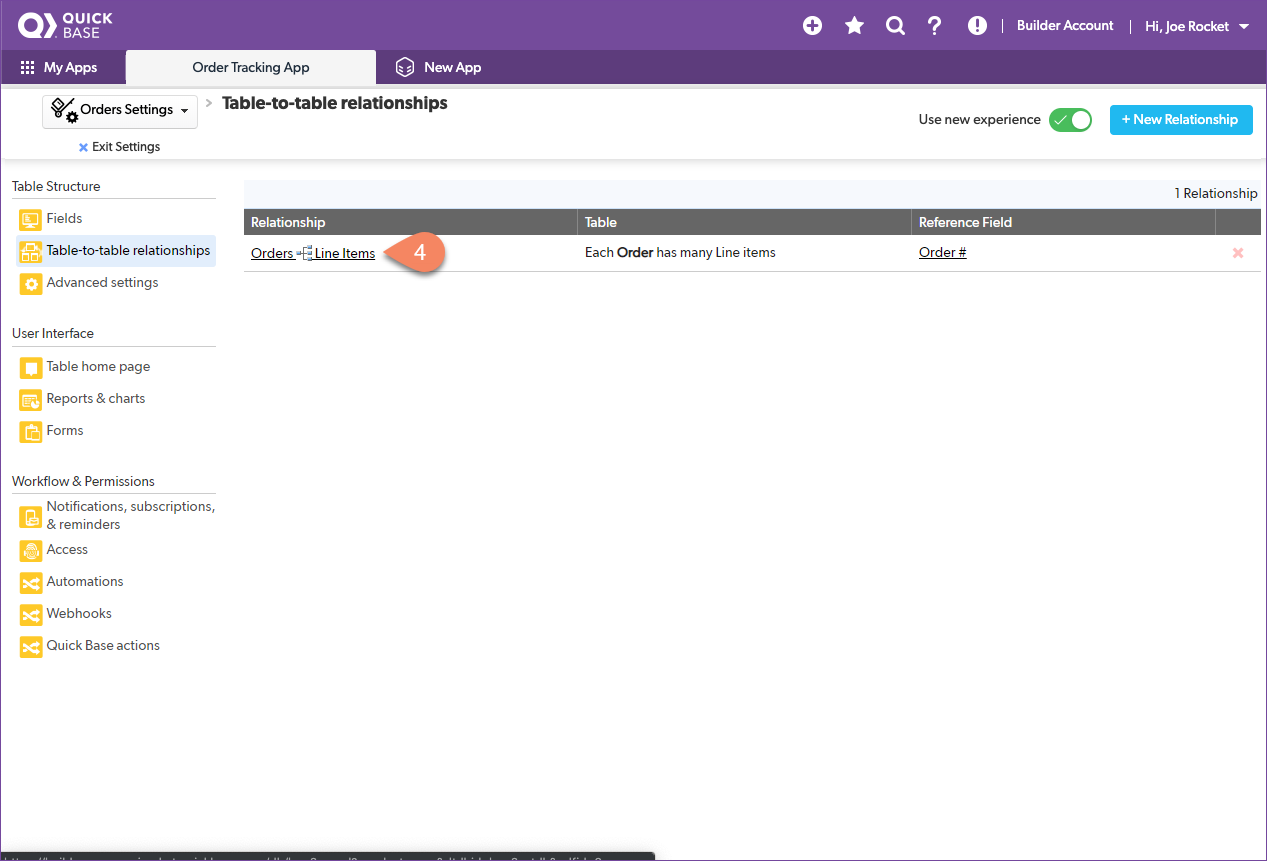 QUICK BASE
Builder Account
Hi, Joe Rocket
My Apps
Order Tracking App
New App
Orders Settings
> Table-to-table relationships
Exit Settings
Use new experience
+ New Relationship
Table Structure
Fields
Table-to-table relationships
Advanced settings
User Interface
Table home page
Reports & charts
Forms
Workflow & Permissions
Notifications, subscriptions,
& reminders
Access
Automations
Webhooks
Quick Base actions
1 Relationship
Relationship Table Reference Field
Orders Line Items 4 Each Order has many Line items Order #